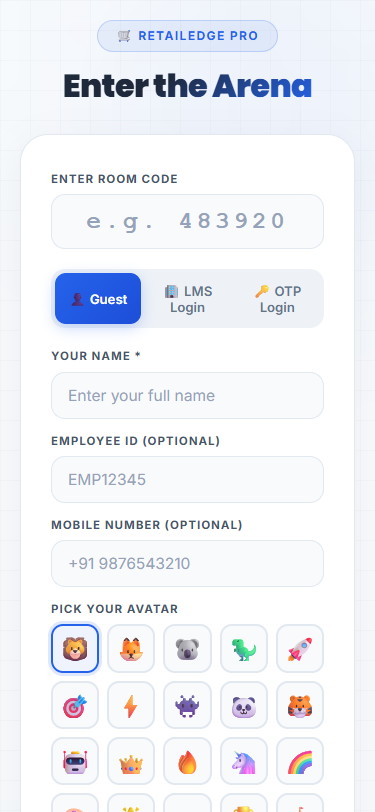 🛒 RETAILEDGE PRO
Enter the Arena
ENTER ROOM CODE
e.g. 483920
👤 Guest
🏢 LMS Login
🔑 OTP Login
YOUR NAME *
Enter your full name
EMPLOYEE ID (OPTIONAL)
EMP12345
MOBILE NUMBER (OPTIONAL)
+91 9876543210
PICK YOUR AVATAR